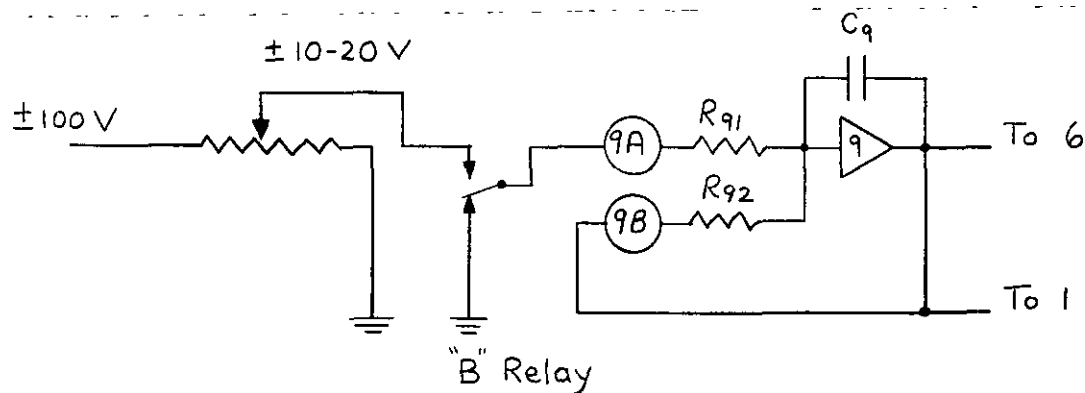 ± 10-20 V
C9
± 100 V
R91
9A
9
To 6
R92
9B
To 1
"B" Relay